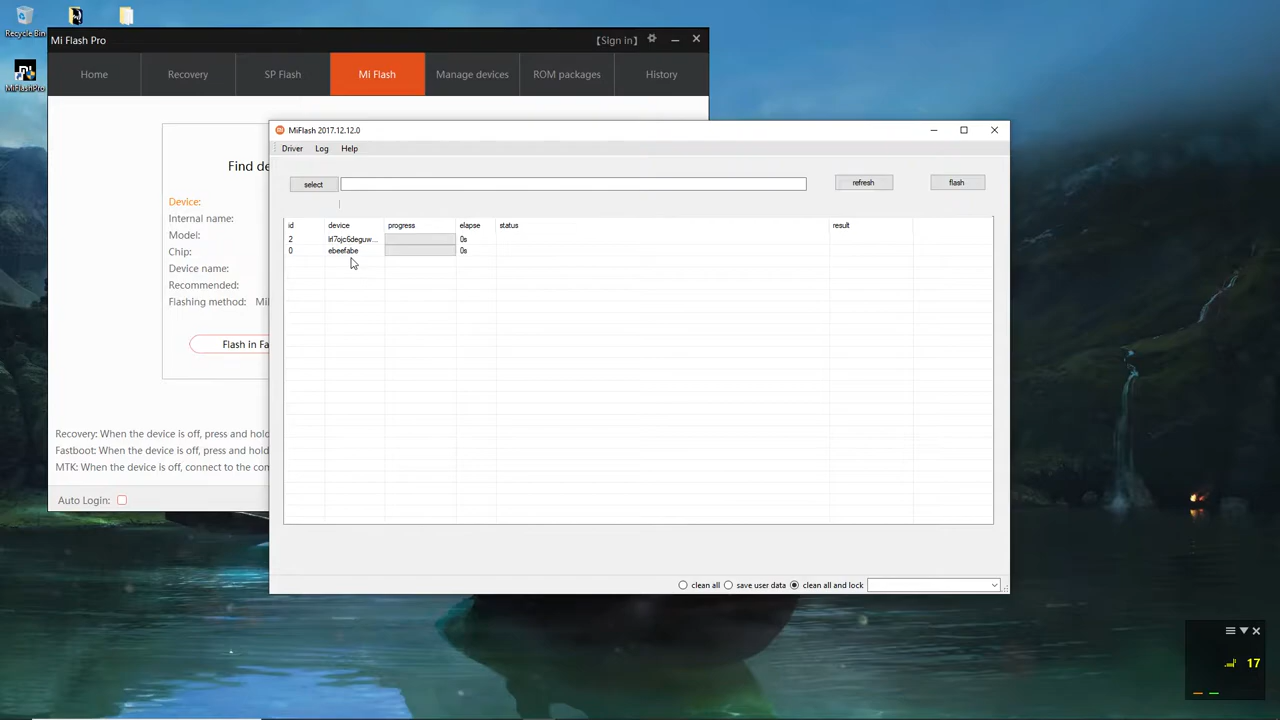 Recycle Bin
MiFlashPro
Mi Flash Pro
【Sign in】
Home
Recovery
SP Flash
Mi Flash
Manage devices
ROM packages
History
Find de
Device:
Internal name:
Model:
Chip:
Device name:
Recommended:
Flashing method: Mi
Flash in Fa
Recovery: When the device is off, press and hold
Fastboot: When the device is off, press and hold
MTK: When the device is off, connect to the com
Auto Login:
MiFlash 2017.12.12.0
Driver Log Help
select
refresh
flash
id device progress elapse status result
2 lrl7ojc6deguw... 0s
0 ebeefabe 0s
clean all save user data clean all and lock
17